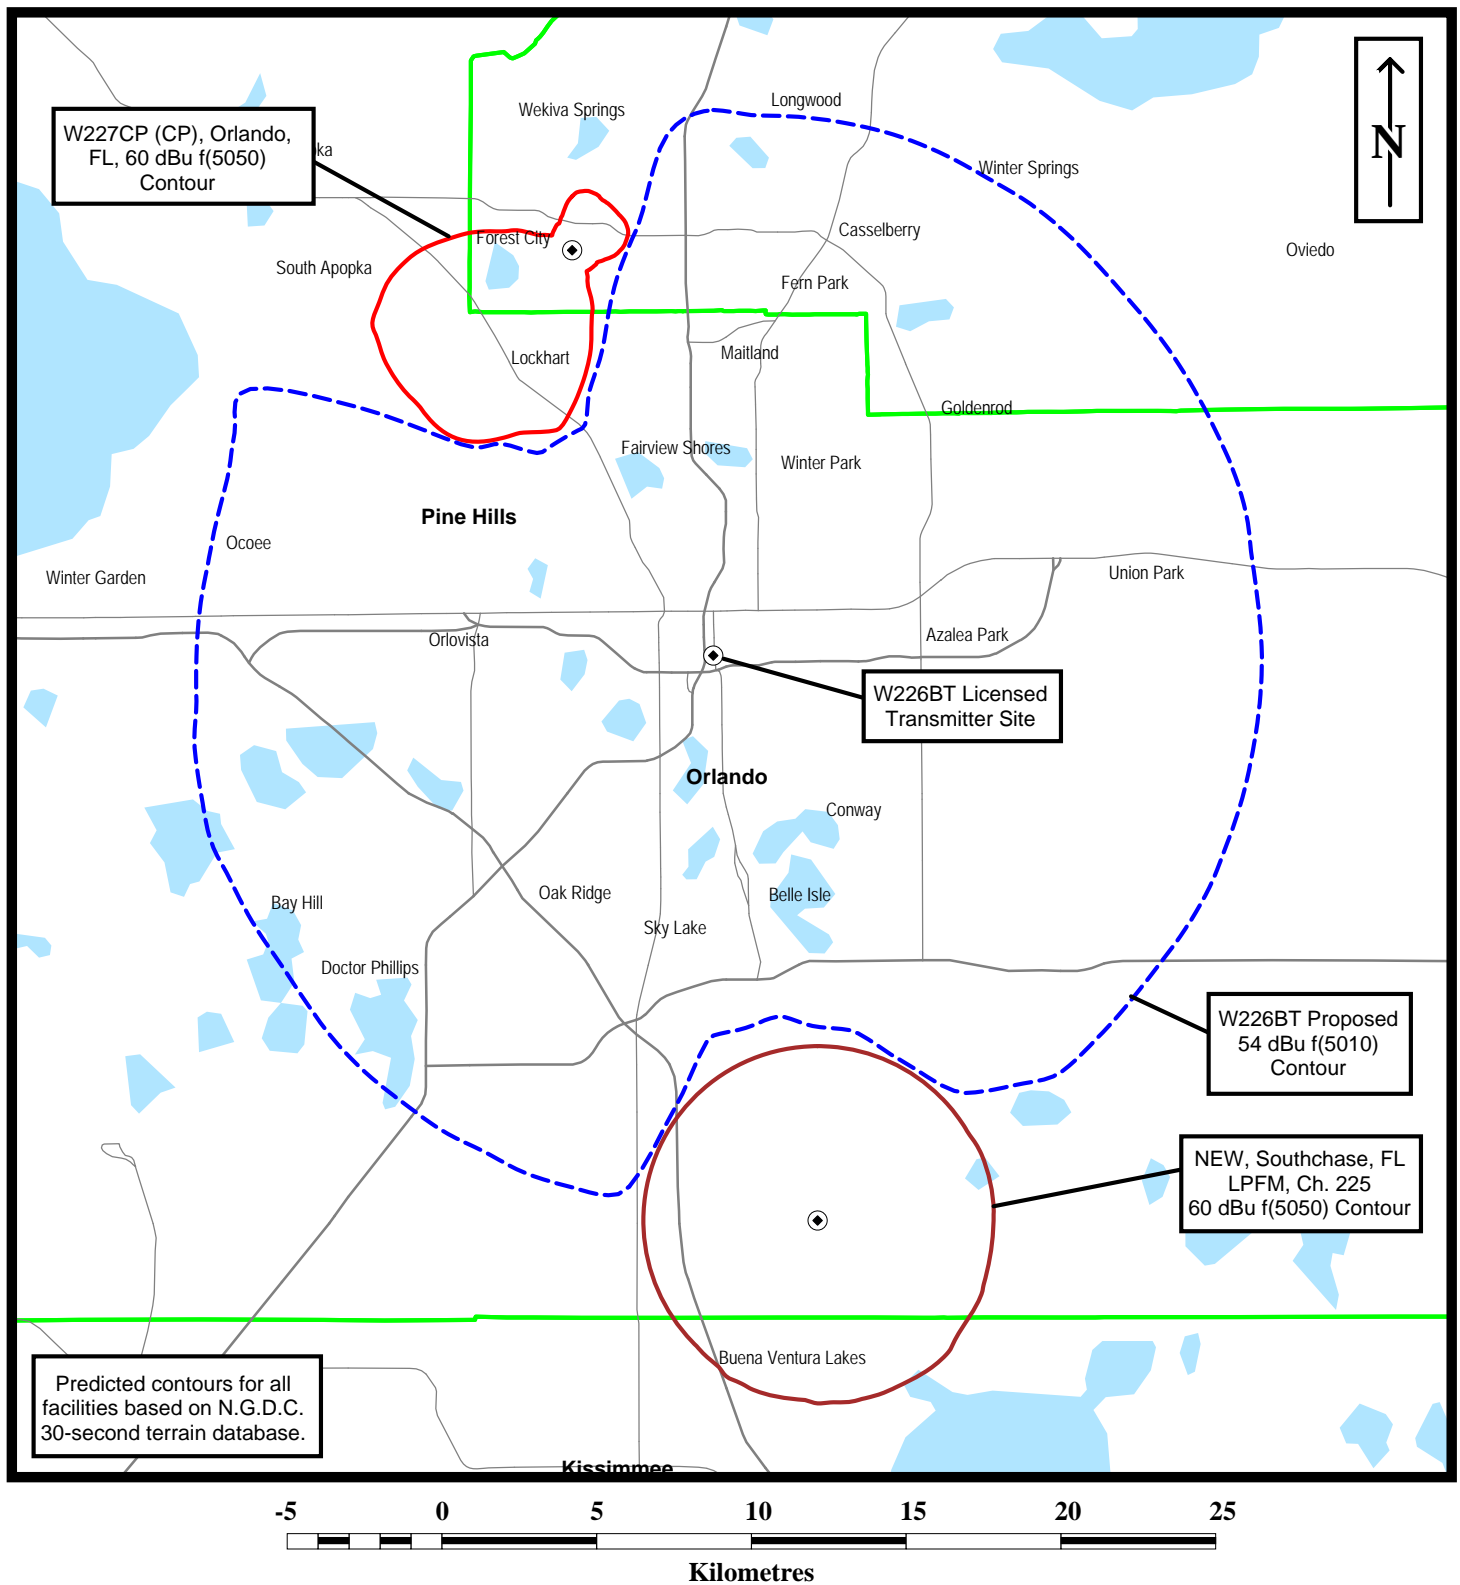 Longwood
Wekiva Springs
W227CP (CP), Orlando,
FL, 60 dBu f(5050)
Contour
ka
N
Winter Springs
Casselberry
Forest City
Oviedo
South Apopka
Fern Park
Maitland
Lockhart
Goldenrod
Fairview Shores
Winter Park
Pine Hills
Ocoee
Winter Garden
Union Park
Orlovista
Azalea Park
W226BT Licensed
Transmitter Site
Orlando
Conway
Oak Ridge
Belle Isle
Bay Hill
Sky Lake
Doctor Phillips
W226BT Proposed
54 dBu f(5010)
Contour
NEW, Southchase, FL
LPFM, Ch. 225
60 dBu f(5050) Contour
Buena Ventura Lakes
Predicted contours for all
facilities based on N.G.D.C.
30-second terrain database.
Kissimmee
-5 0 5 10 15 20 25
Kilometres